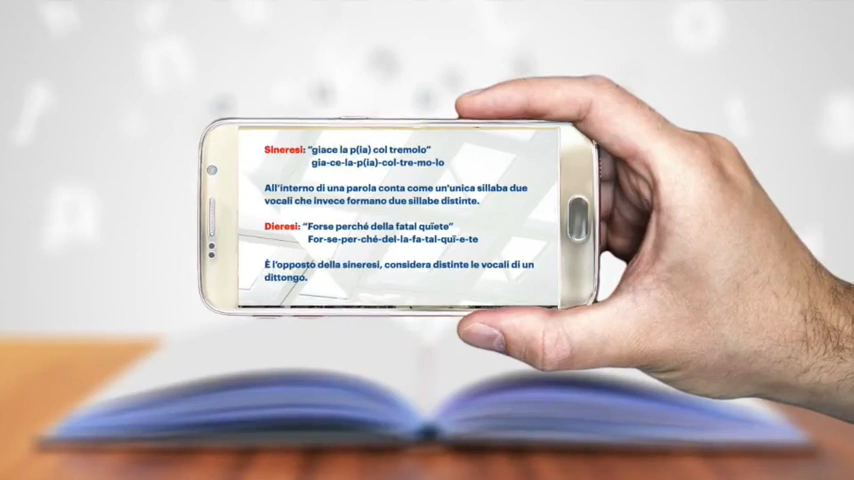 Sineresi: "giace la p(ia) col tremolo"
gia-ce-la-p(ia)-col-tre-mo-lo
All'interno di una parola conta come un'unica sillaba due
vocali che invece formano due sillabe distinte.
Dieresi: "Forse perché della fatal quïete"
For-se-per-ché-del-la-fa-tal-quï-e-te
È l'opposto della sineresi, considera distinte le vocali di un
dittongo.